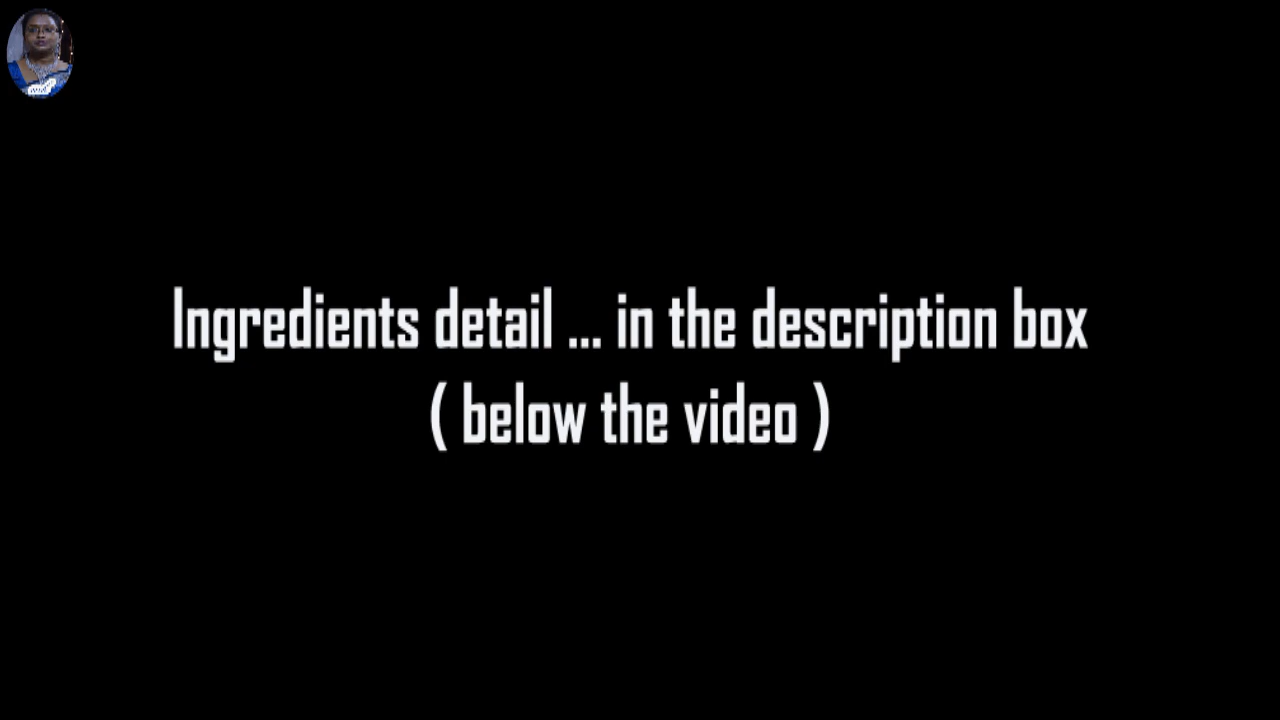 Ingredients detail ... in the description box
( below the video )